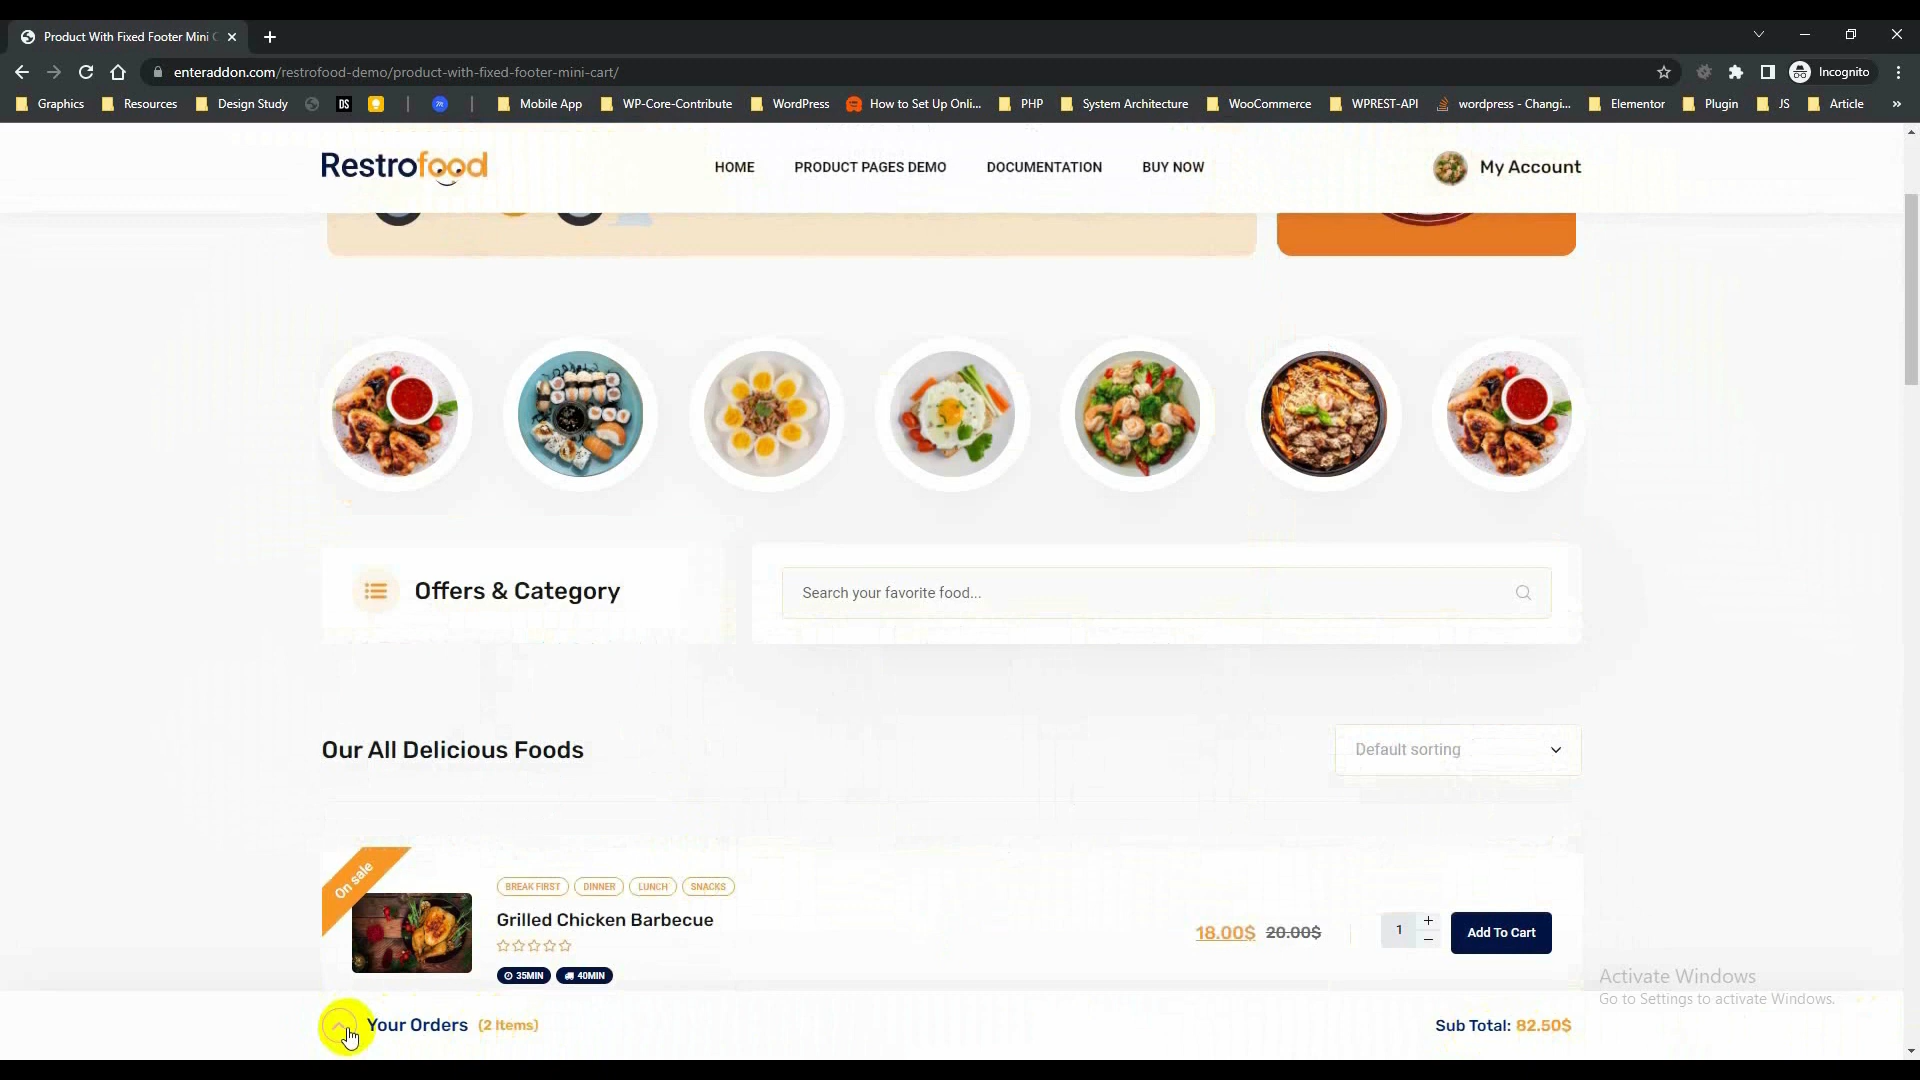 Product With Fixed Footer Mini C
enteraddon.com/restrofood-demo/product-with-fixed-footer-mini-cart/
Incognito
Graphics
Resources
Design Study
DS
Mobile App
WP-Core-Contribute
WordPress
How to Set Up Onli...
PHP
System Architecture
WooCommerce
WPREST-API
wordpress - Changi...
Elementor
Plugin
JS
Article
»
Restrofood
HOME
PRODUCT PAGES DEMO
DOCUMENTATION
BUY NOW
My Account
Offers & Category
Search your favorite food...
Our All Delicious Foods
Default sorting
On sale
BREAK FIRST
DINNER
LUNCH
SNACKS
Grilled Chicken Barbecue
35MIN
40MIN
18.00$ 20.00$
1
+
−
Add To Cart
Activate Windows
Go to Settings to activate Windows.
Your Orders (2 Items)
Sub Total: 82.50$